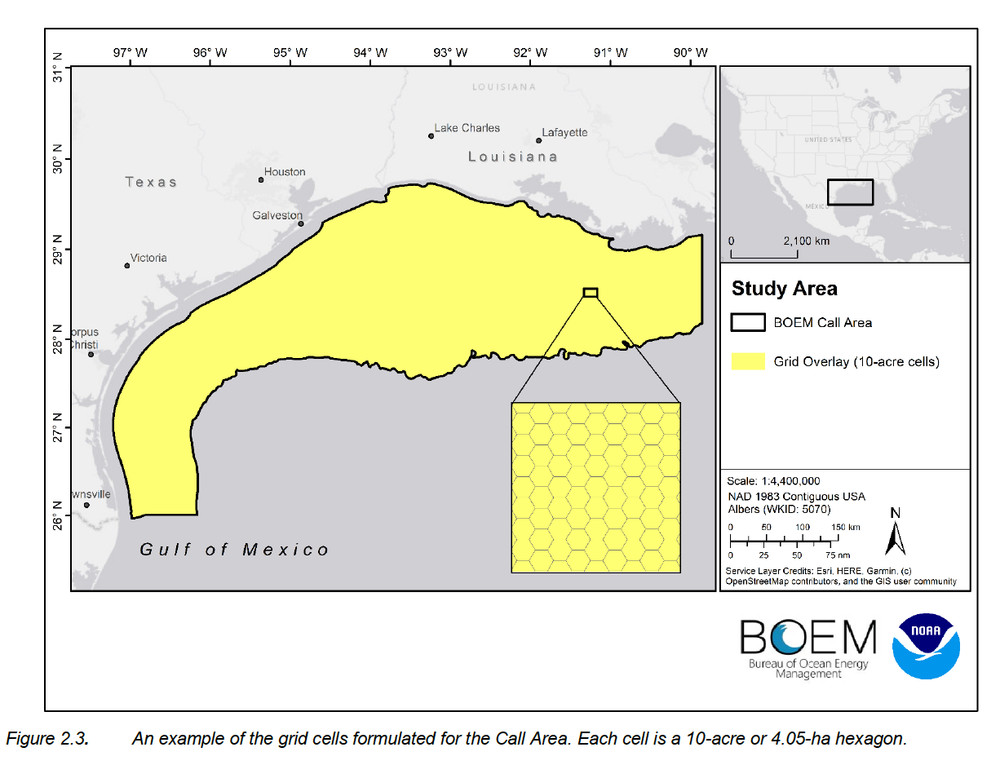 97° W 96° W 95° W 94° W 93° W 92° W 91° W 90° W
31° N
30° N
29° N
28° N
27° N
26° N
LOUISIANA
Lake Charles
Lafayette
Louisiana
Texas
Houston
Galveston
Victoria
orpus
Christi
wnsville
Gulf of Mexico
UNITED STATES
MEXICO
0 2,100 km
Study Area
BOEM Call Area
Grid Overlay (10-acre cells)
Scale: 1:4,400,000
NAD 1983 Contiguous USA
Albers (WKID: 5070)
N
0 50 100 150 km
0 25 50 75 nm
Service Layer Credits: Esri, HERE, Garmin, (c)
OpenStreetMap contributors, and the GIS user community
BOEM
Bureau of Ocean Energy
Management
NOAA
Figure 2.3. An example of the grid cells formulated for the Call Area. Each cell is a 10-acre or 4.05-ha hexagon.